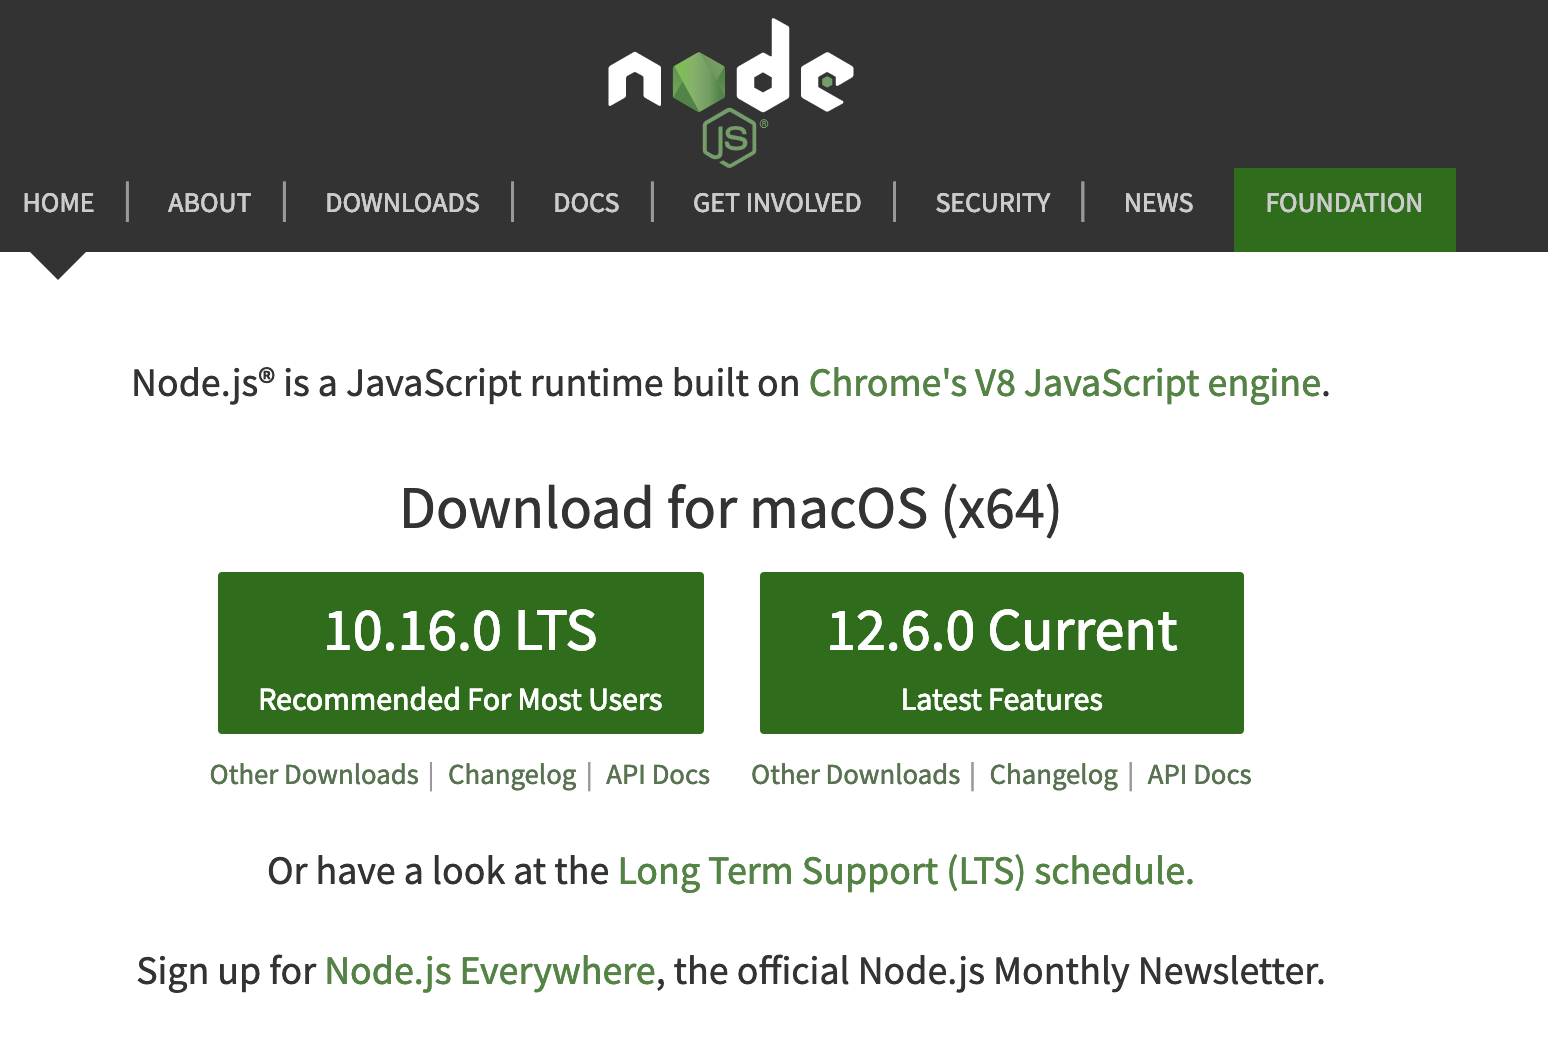 node
JS®
HOME | ABOUT | DOWNLOADS | DOCS | GET INVOLVED | SECURITY | NEWS FOUNDATION
Node.js® is a JavaScript runtime built on Chrome's V8 JavaScript engine.
Download for macOS (x64)
10.16.0 LTS
Recommended For Most Users
12.6.0 Current
Latest Features
Other Downloads | Changelog | API Docs
Other Downloads | Changelog | API Docs
Or have a look at the Long Term Support (LTS) schedule.
Sign up for Node.js Everywhere, the official Node.js Monthly Newsletter.